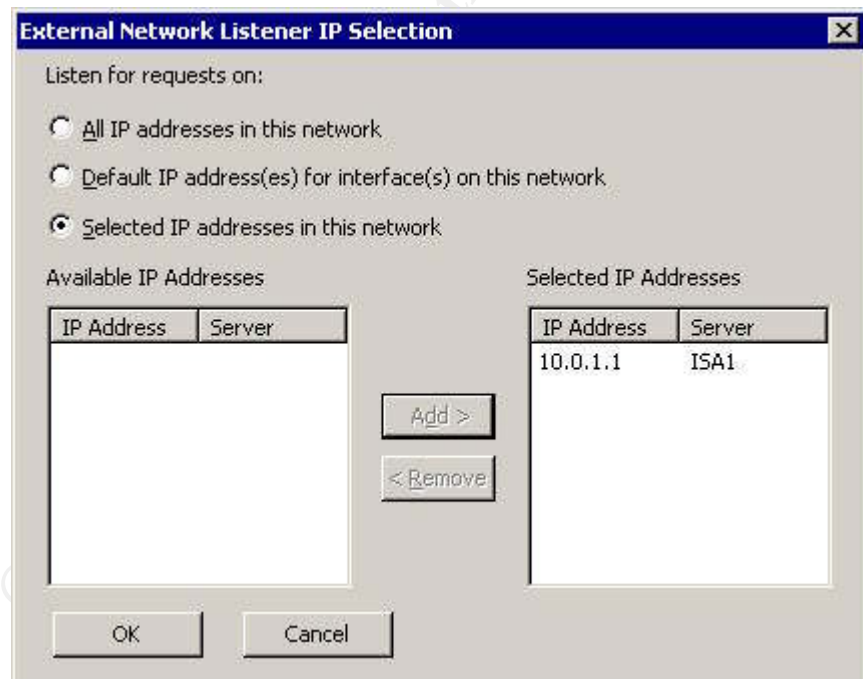 External Network Listener IP Selection
Listen for requests on:
All IP addresses in this network
Default IP address(es) for interface(s) on this network
Selected IP addresses in this network
Available IP Addresses
Selected IP Addresses
IP Address Server
IP Address Server
10.0.1.1 ISA1
Add >
< Remove
OK Cancel